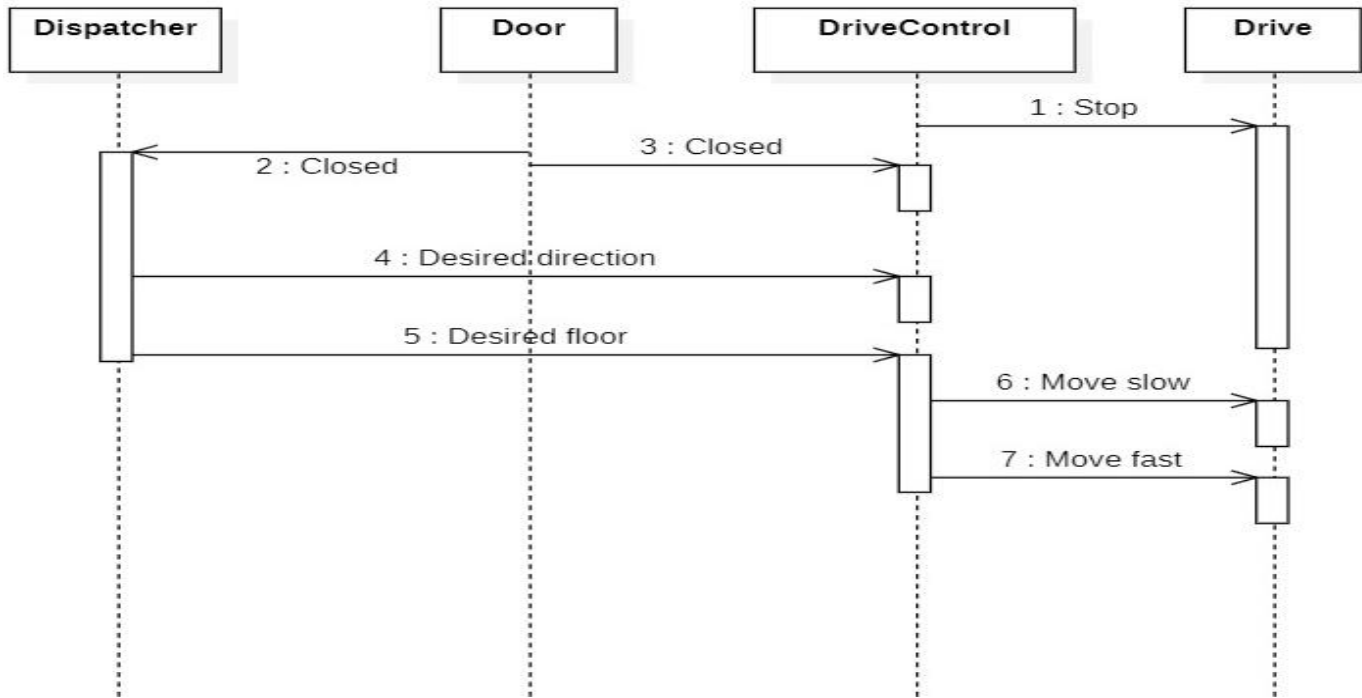 Dispatcher
Door
DriveControl
Drive
1 : Stop
2 : Closed
3 : Closed
4 : Desired direction
5 : Desired floor
6 : Move slow
7 : Move fast